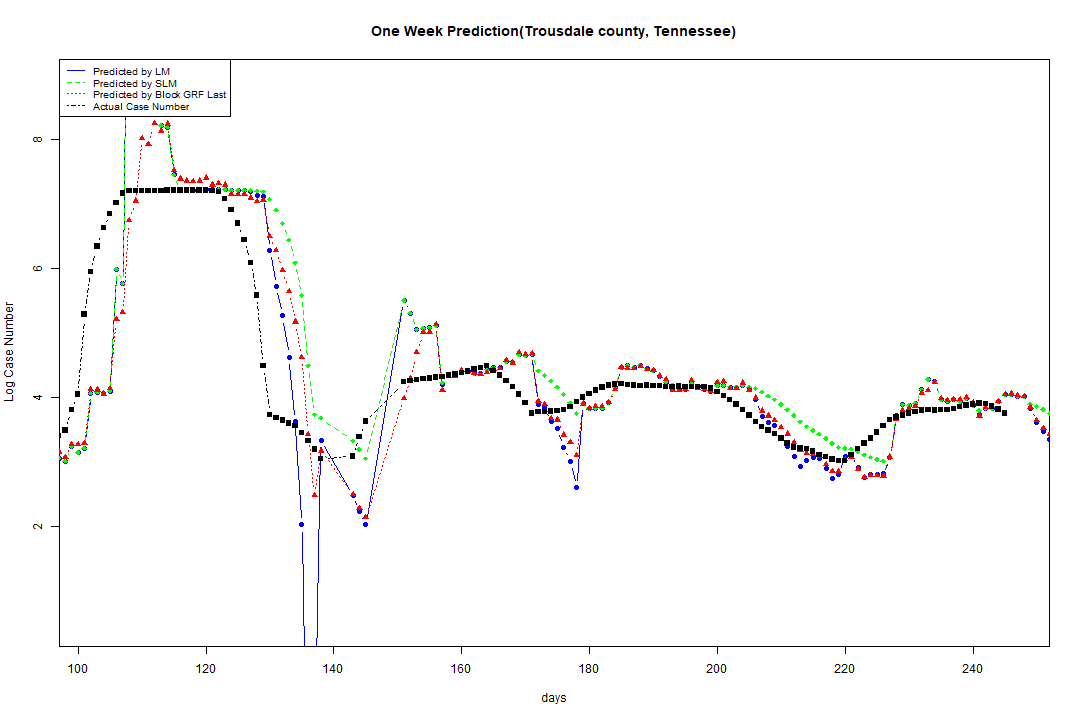 One Week Prediction(Trousdale county, Tennessee)
Predicted by LM
Predicted by SLM
Predicted by Block GRF Last
Actual Case Number
Log Case Number
8
6
4
2
100 120 140 160 180 200 220 240
days